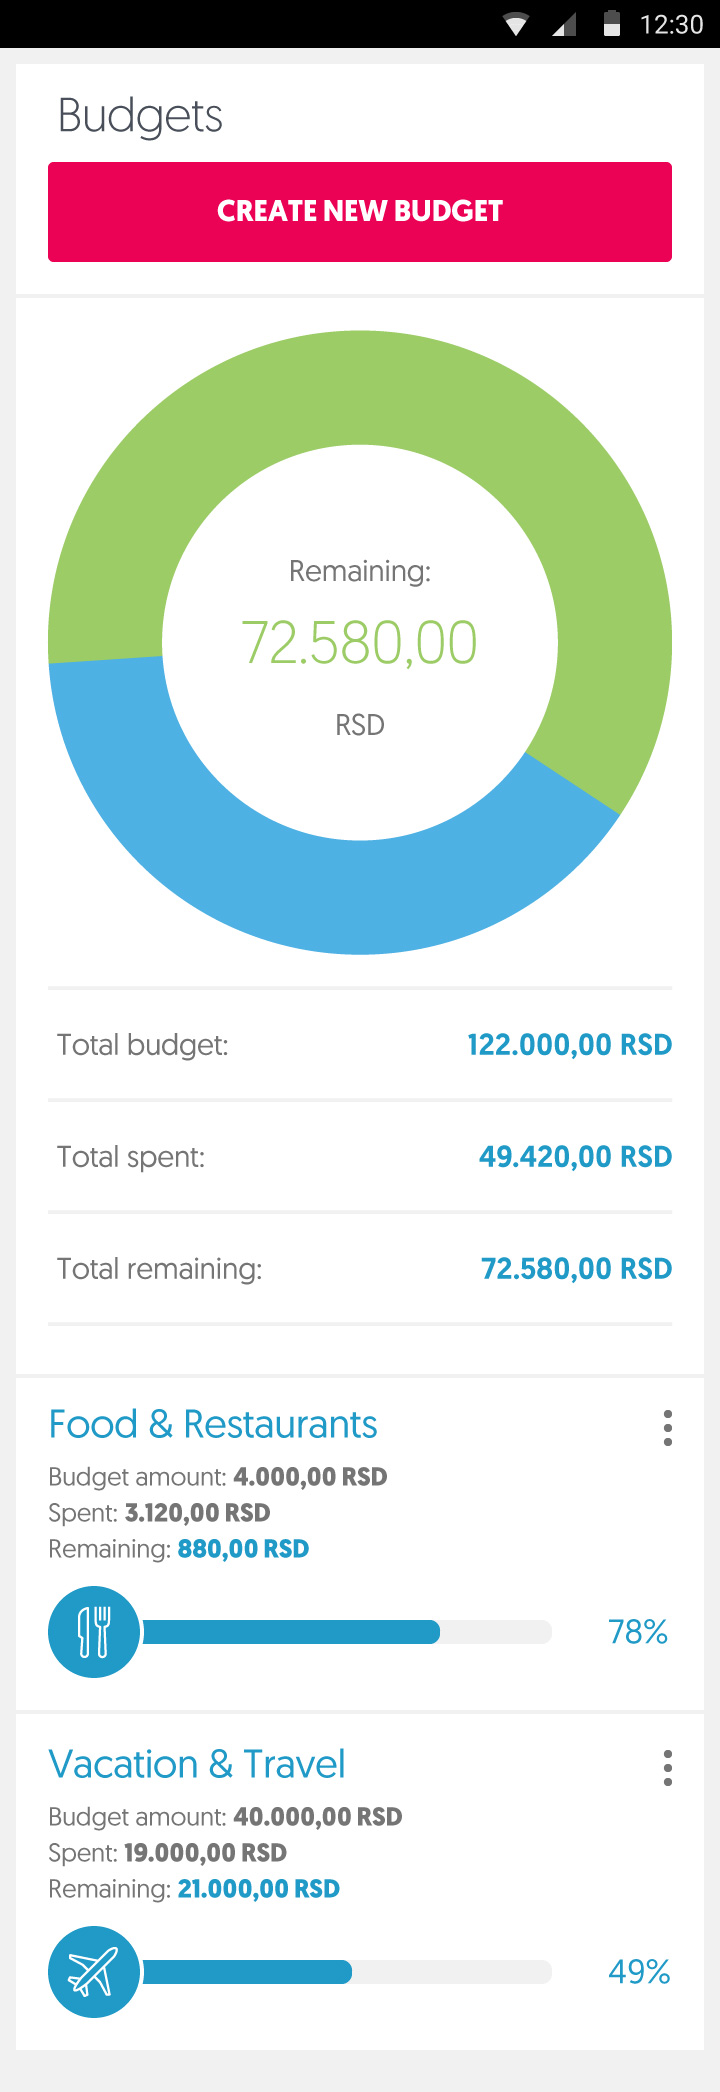 12:30
Budgets
CREATE NEW BUDGET
Remaining:
72.580,00
RSD
Total budget: 122.000,00 RSD
Total spent: 49.420,00 RSD
Total remaining: 72.580,00 RSD
Food & Restaurants
Budget amount: 4.000,00 RSD
Spent: 3.120,00 RSD
Remaining: 880,00 RSD
78%
Vacation & Travel
Budget amount: 40.000,00 RSD
Spent: 19.000,00 RSD
Remaining: 21.000,00 RSD
49%